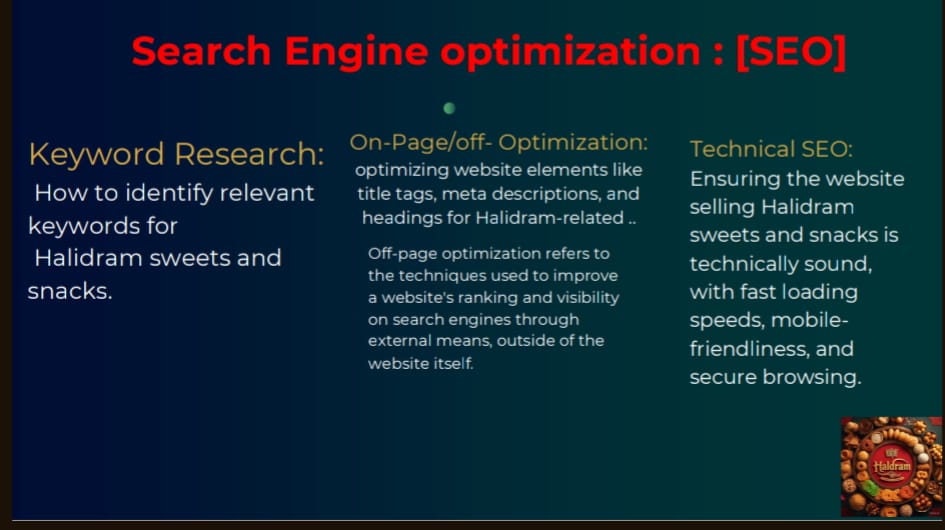 Search Engine optimization : [SEO]
Keyword Research:
How to identify relevant
keywords for
Halidram sweets and
snacks.
On-Page/off- Optimization:
optimizing website elements like
title tags, meta descriptions, and
headings for Halidram-related ..
Off-page optimization refers to
the techniques used to improve
a website's ranking and visibility
on search engines through
external means, outside of the
website itself.
Technical SEO:
Ensuring the website
selling Halidram
sweets and snacks is
technically sound,
with fast loading
speeds, mobile-
friendliness, and
secure browsing.
Haldram